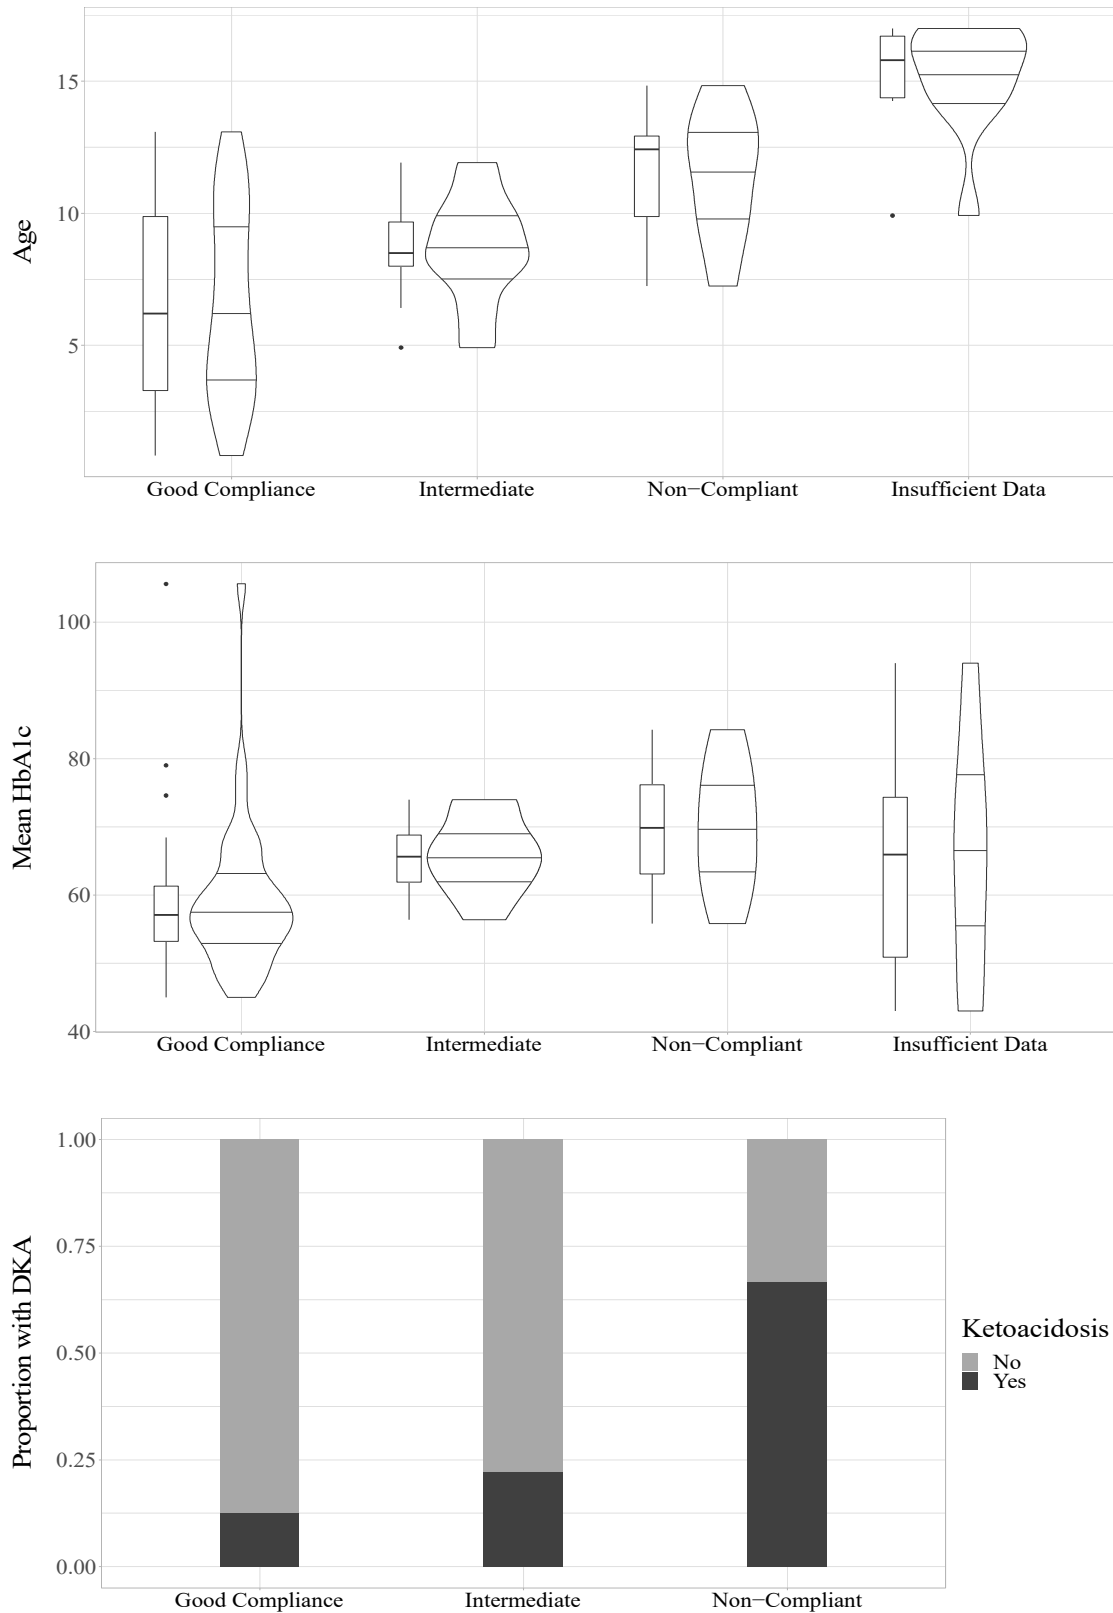 Age
15
10
5
Good Compliance Intermediate Non−Compliant Insufficient Data
Mean HbA1c
100
80
60
40
Good Compliance Intermediate Non−Compliant Insufficient Data
Proportion with DKA
1.00
0.75
0.50
0.25
0.00
Good Compliance Intermediate Non−Compliant
Ketoacidosis
No
Yes